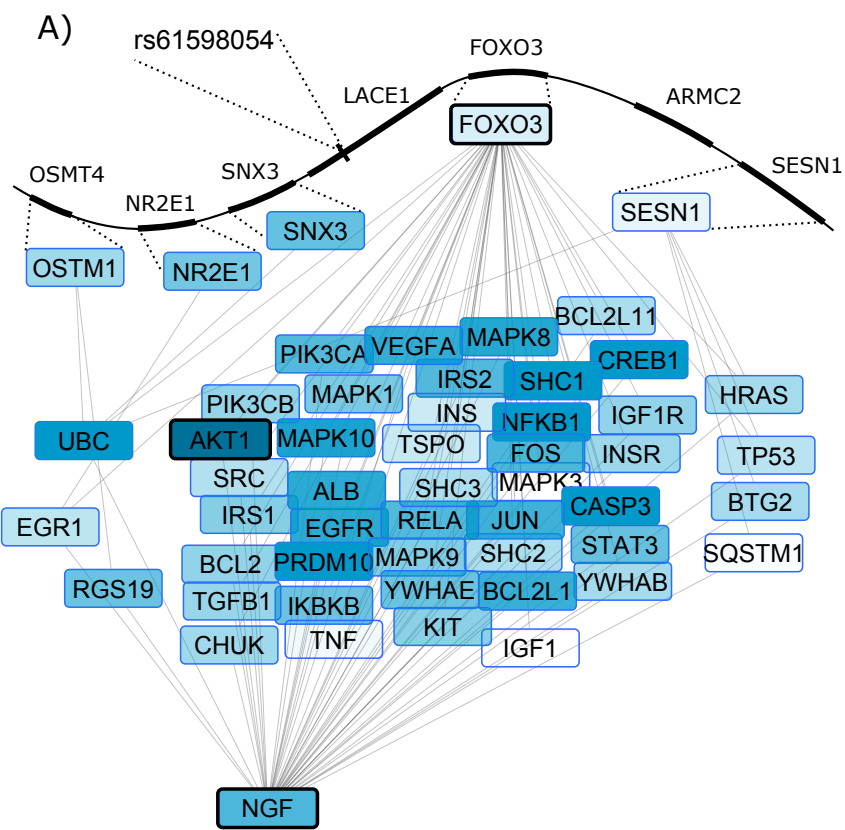 A)
rs61598054
FOXO3
LACE1
ARMC2
FOXO3
OSMT4
SNX3
SESN1
NR2E1
SESN1
SNX3
OSTM1
NR2E1
BCL2L11
PIK3CA
VEGFA
MAPK8
CREB1
IRS2
SHC1
PIK3CB
MAPK1
HRAS
INS
NFKB1
IGF1R
UBC
AKT1
MAPK10
TSPO
FOS
INSR
TP53
SRC
ALB
SHC3
MAPK3
BTG2
EGR1
IRS1
EGFR
RELA
JUN
CASP3
SQSTM1
BCL2
PRDM10
MAPK9
SHC2
STAT3
RGS19
TGFB1
IKBKB
YWHAE
BCL2L1
YWHAB
CHUK
TNF
KIT
IGF1
NGF